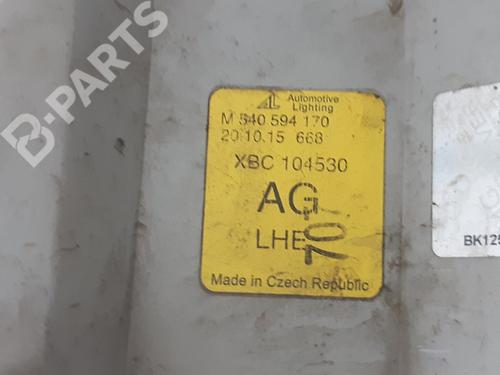 B-PARTS
AL Automotive
Lighting
M 540 594 170
20.10.15 668
XBC 104530
AG
LHE
70
Made in Czech Republic
BK125